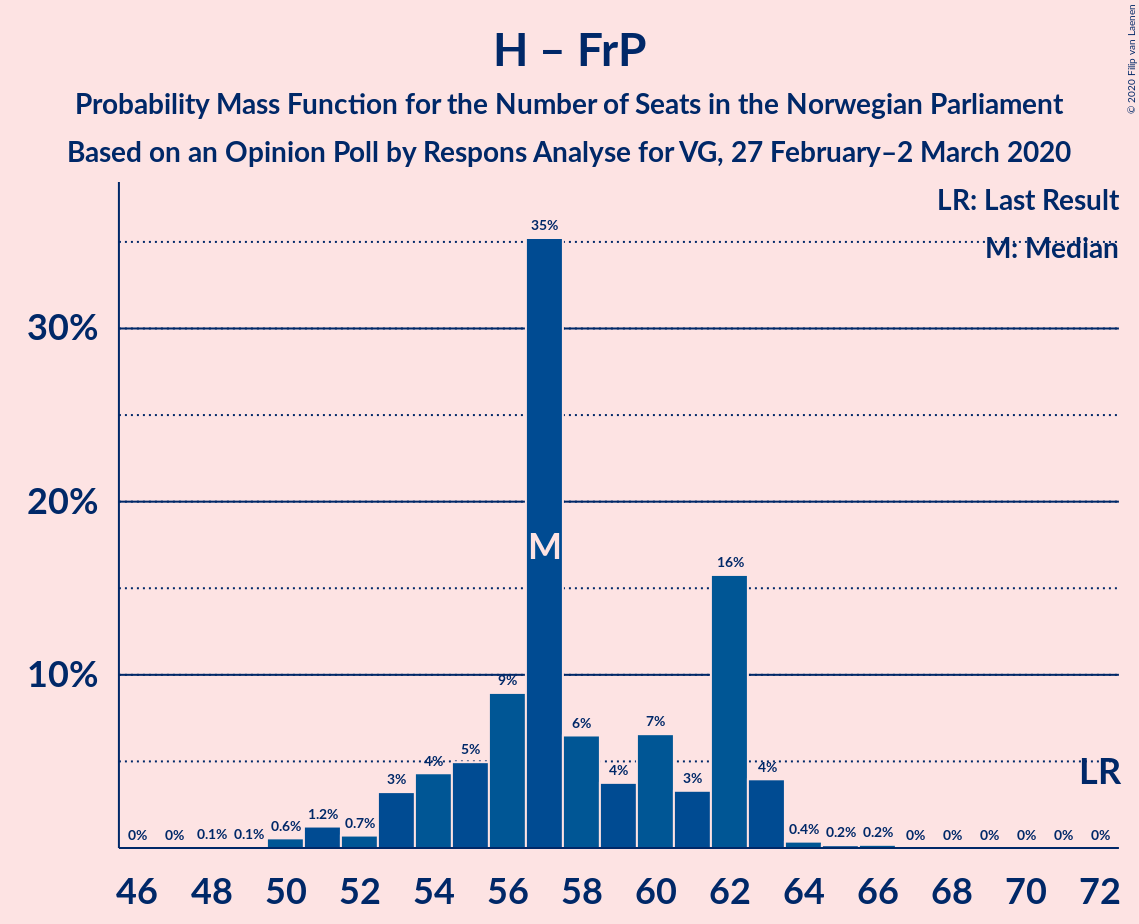 H – FrP
Probability Mass Function for the Number of Seats in the Norwegian Parliament
Based on an Opinion Poll by Respons Analyse for VG, 27 February–2 March 2020
© 2020 Filip van Laenen
LR: Last Result
M: Median
30%
20%
10%
0% 0% 0.1% 0.1% 0.6% 1.2% 0.7% 3% 4% 5% 9% 35% 6% 4% 7% 3% 16% 4% 0.4% 0.2% 0.2% 0% 0% 0% 0% 0% 0%
M
LR
46 48 50 52 54 56 58 60 62 64 66 68 70 72